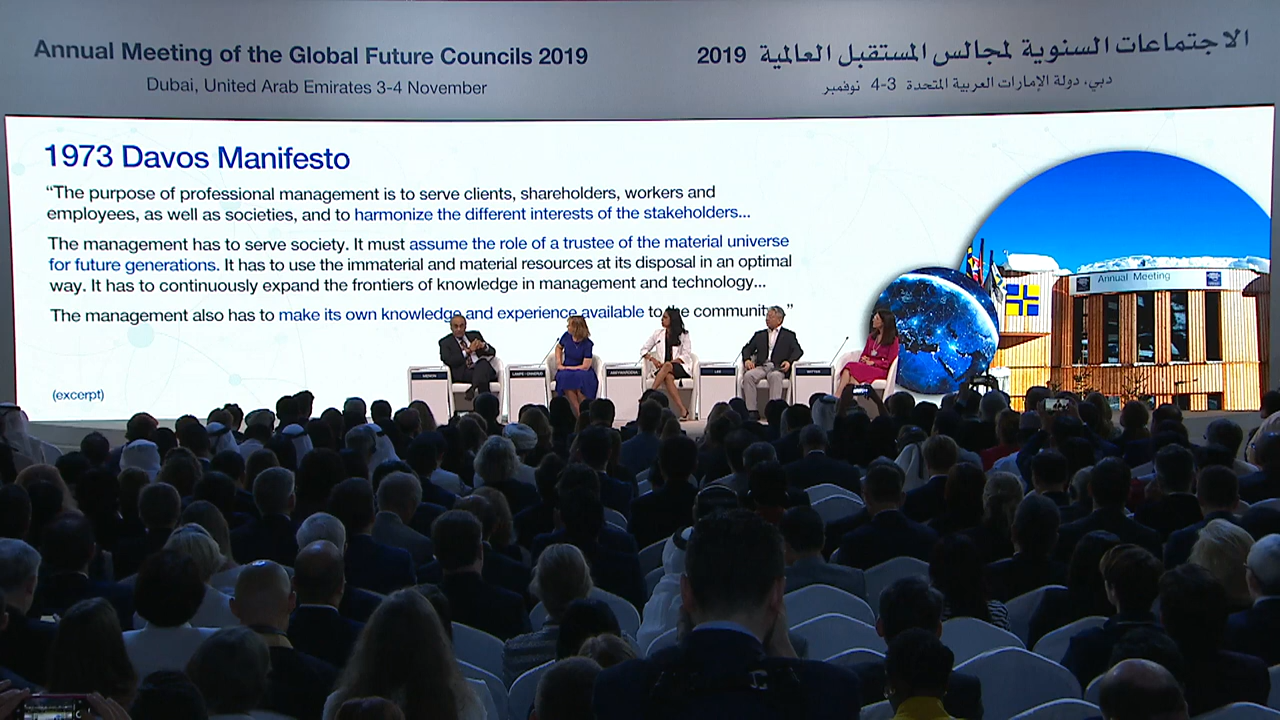 Annual Meeting of the Global Future Councils 2019
Dubai, United Arab Emirates 3-4 November
الاجتماعات السنوية لمجالس المستقبل العالمية 2019
دبي، دولة الإمارات العربية المتحدة 3-4 نوفمبر
1973 Davos Manifesto
“The purpose of professional management is to serve clients, shareholders, workers and
employees, as well as societies, and to harmonize the different interests of the stakeholders...
The management has to serve society. It must assume the role of a trustee of the material universe
for future generations. It has to use the immaterial and material resources at its disposal in an optimal
way. It has to continuously expand the frontiers of knowledge in management and technology...
The management also has to make its own knowledge and experience available to the community.”
(excerpt)
Annual Meeting
MENON
LAMPE-ONNERUD
ABEYWARDENA
LEE